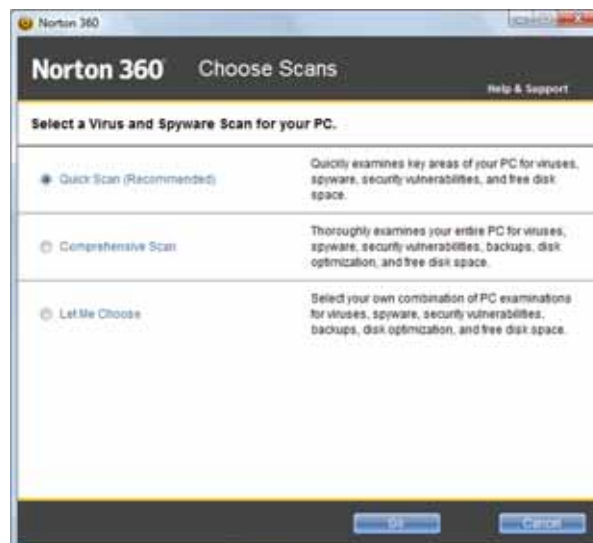 Norton 360
Norton 360 Choose Scans
Help & Support
Select a Virus and Spyware Scan for your PC.
Quick Scan (Recommended)
Quickly examines key areas of your PC for viruses,
spyware, security vulnerabilities, and free disk
space.
Comprehensive Scan
Thoroughly examines your entire PC for viruses,
spyware, security vulnerabilities, backups, disk
optimization, and free disk space.
Let Me Choose
Select your own combination of PC examinations
for viruses, spyware, security vulnerabilities,
backups, disk optimization, and free disk space.
Cancel